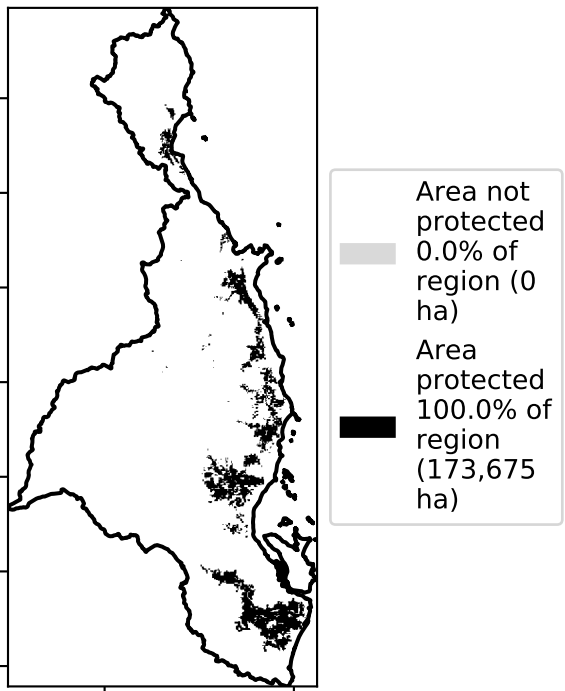 Area not
protected
0.0% of
region (0
ha)
Area
protected
100.0% of
region
(173,675
ha)